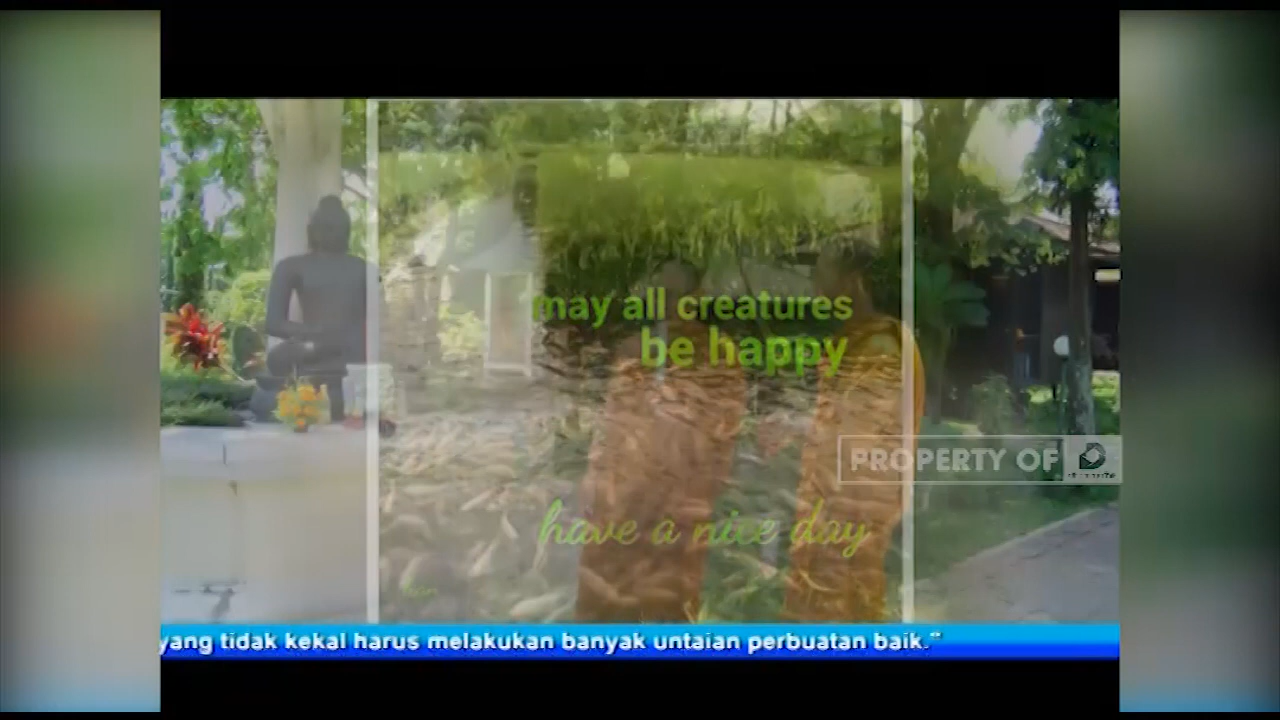 may all creatures
be happy
PROPERTY OF
have a nice day
yang tidak kekal harus melakukan banyak untaian perbuatan baik."